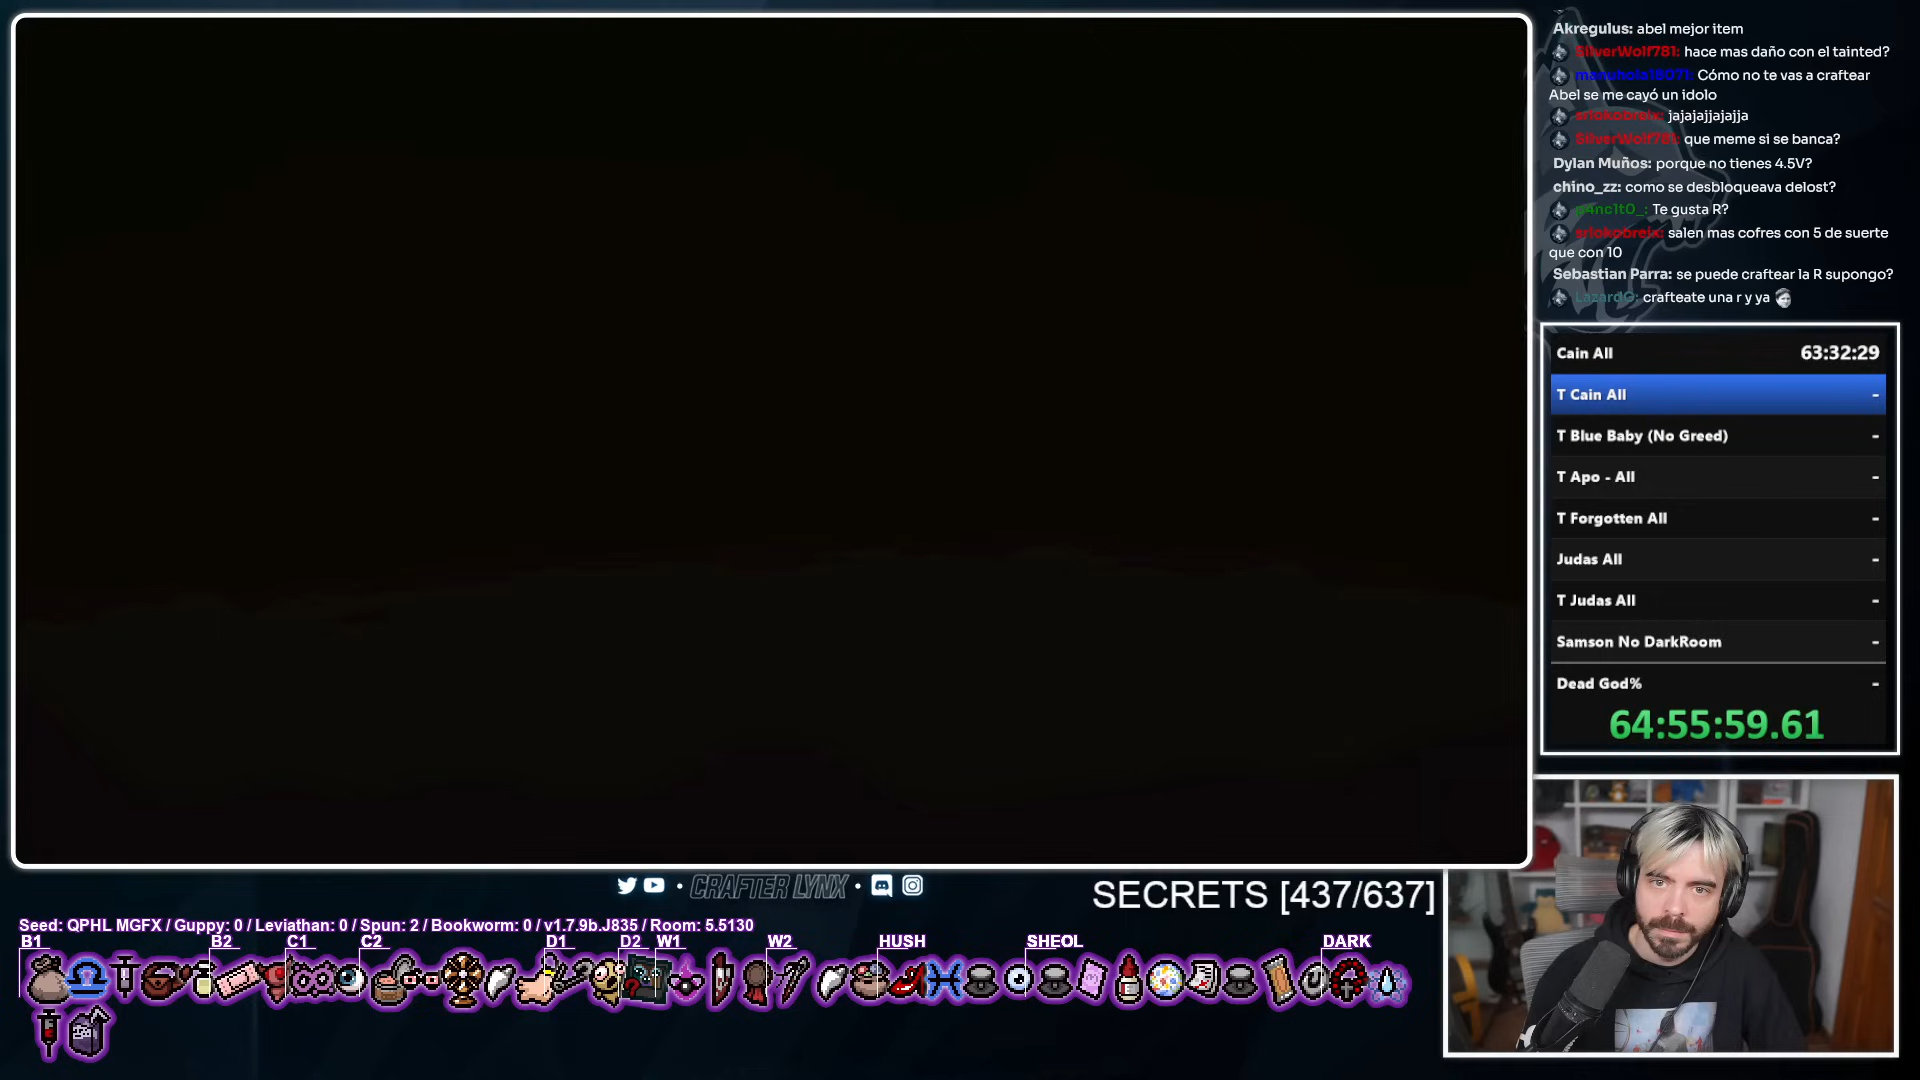 Akregulus: abel mejor item
SilverWolf781: hace mas daño con el tainted?
Cómo no te vas a craftear
Abel se me cayó un idolo
srlokobreix: jajajajjajajja
SilverWolf781: que meme si se banca?
Dylan Muños: porque no tienes 4.5V?
chino_zz: como se desbloqueava delost?
Te gusta R?
srlokobreix: salen mas cofres con 5 de suerte
que con 10
Sebastian Parra: se puede craftear la R supongo?
LazardG: crafteate una r y ya
Cain All 63:32:29
T Cain All -
T Blue Baby (No Greed) -
T Apo - All -
T Forgotten All -
Judas All -
T Judas All -
Samson No DarkRoom -
Dead God% -
64:55:59.61
• CRAFTER LYNX •
SECRETS [437/637]
Seed: QPHL MGFX / Guppy: 0 / Leviathan: 0 / Spun: 2 / Bookworm: 0 / v1.7.9b.J835 / Room: 5.5130
B1 B2 C1 C2 D1 D2 W1 W2 HUSH SHEOL DARK